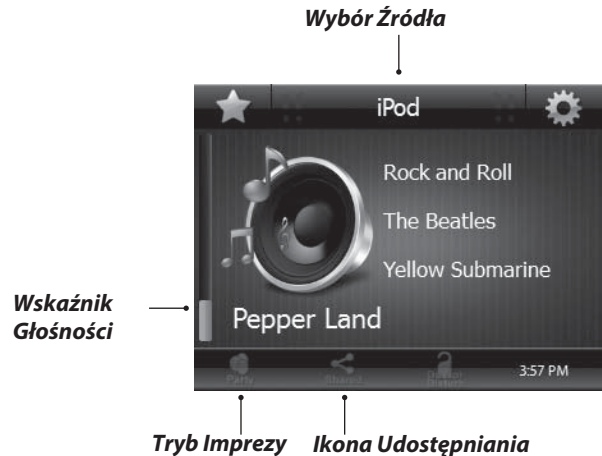 Wybór Źródła
iPod
Rock and Roll
The Beatles
Yellow Submarine
Wskaźnik
Głośności
Pepper Land
Party
Shared
3:57 PM
Tryb Imprezy Ikona Udostępniania